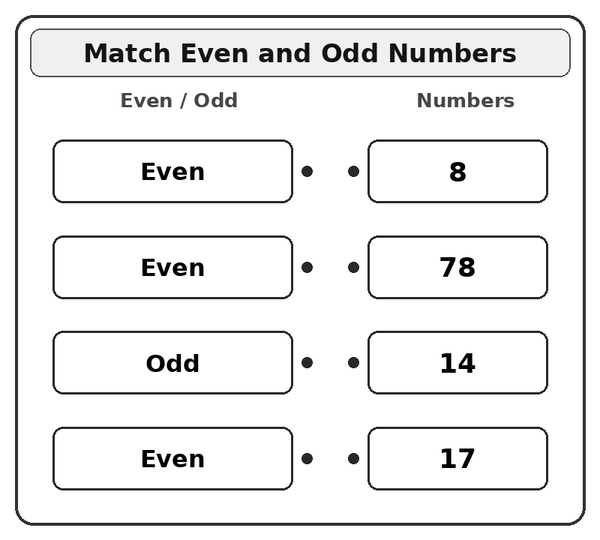 Match Even and Odd Numbers
Even / Odd Numbers
Even 8
Even 78
Odd 14
Even 17